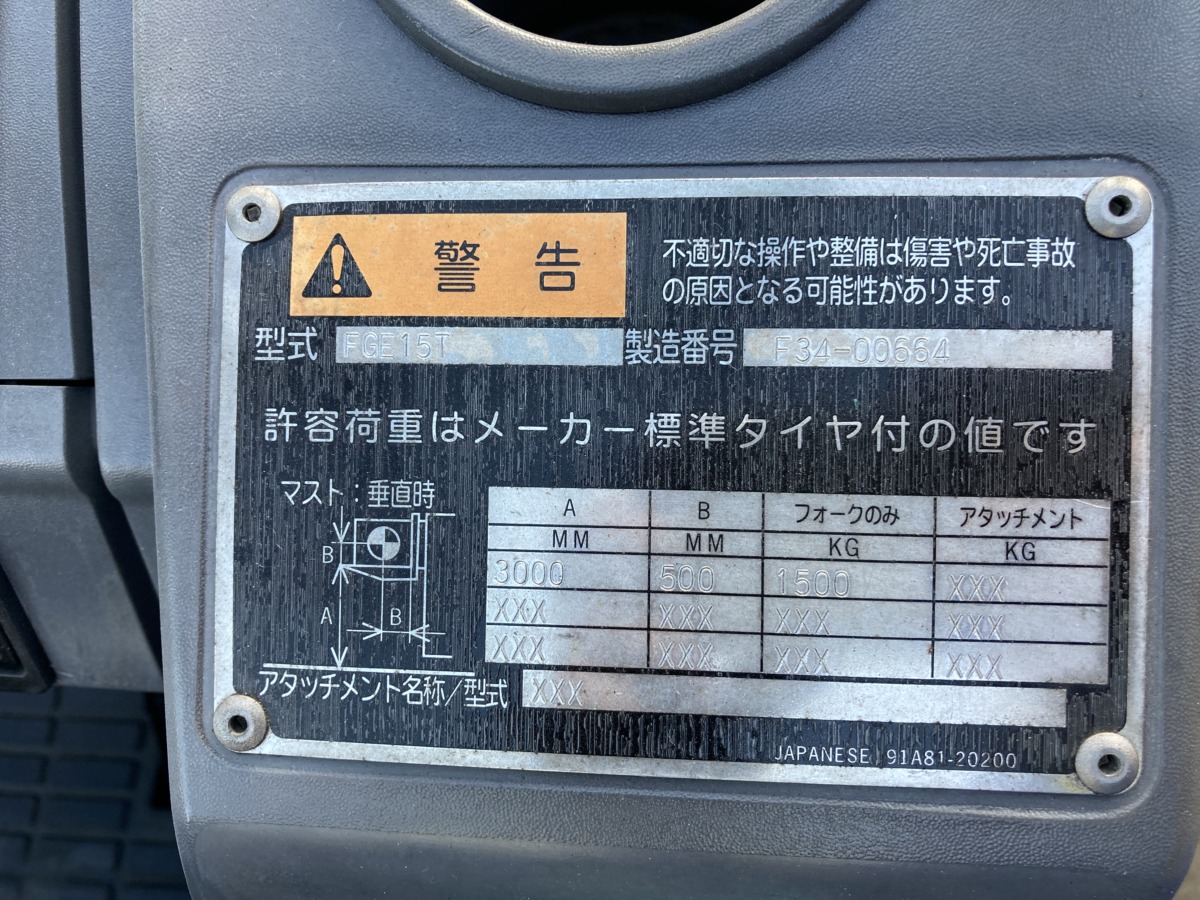 警告
不適切な操作や整備は傷害や死亡事故
の原因となる可能性があります。
型式 FGE15T 製造番号 F34-00664
許容荷重はメーカー標準タイヤ付の値です
マスト:垂直時
B
A
B
A B フォークのみ アタッチメント
MM MM KG KG
3000 500 1500 XXX
XXX XXX XXX XXX
XXX XXX XXX XXX
アタッチメント名称/型式 XXX
JAPANESE 91A81-20200